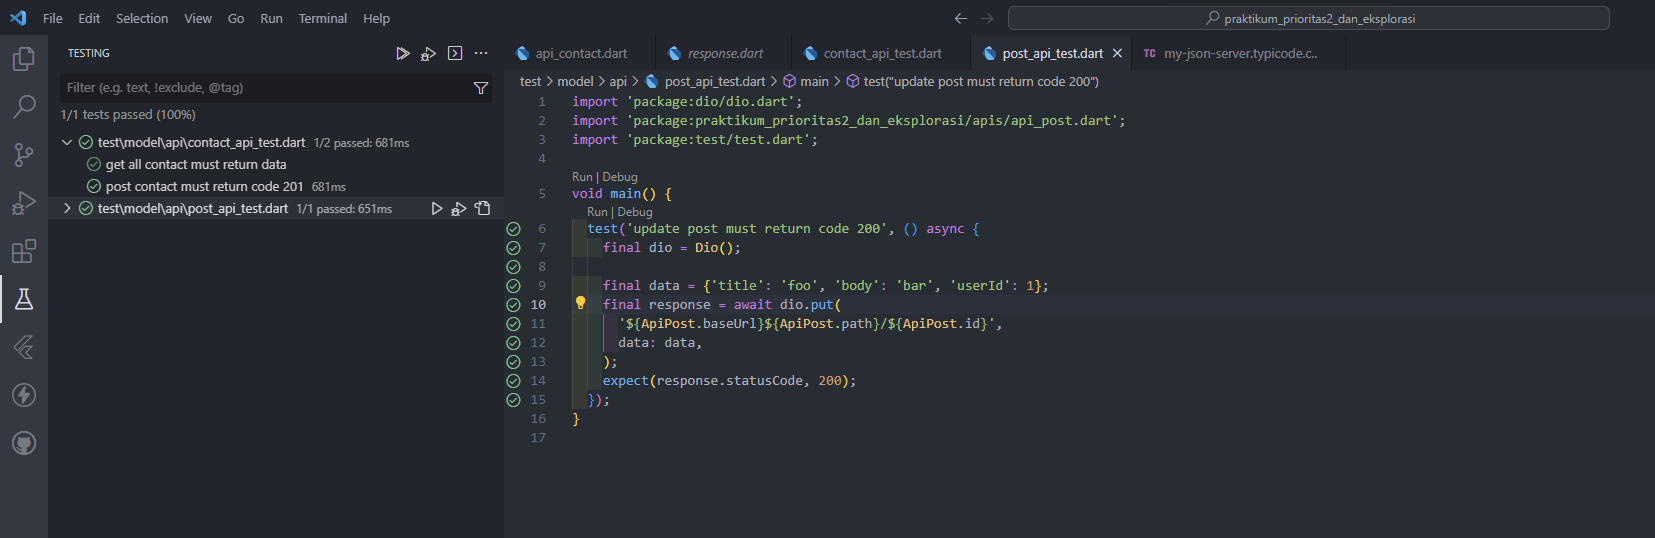 File Edit Selection View Go Run Terminal Help
praktikum_prioritas2_dan_eksplorasi
TESTING
Filter (e.g. text, !exclude, @tag)
1/1 tests passed (100%)
test\model\api\contact_api_test.dart 1/2 passed: 681ms
get all contact must return data
post contact must return code 201 681ms
test\model\api\post_api_test.dart 1/1 passed: 651ms
api_contact.dart response.dart contact_api_test.dart post_api_test.dart TC my-json-server.typicode.c..
test > model > api > post_api_test.dart > main > test("update post must return code 200")
1 import 'package:dio/dio.dart';
2 import 'package:praktikum_prioritas2_dan_eksplorasi/apis/api_post.dart';
3 import 'package:test/test.dart';
4
Run | Debug
5 void main() {
Run | Debug
6 test('update post must return code 200', () async {
7 final dio = Dio();
8
9 final data = {'title': 'foo', 'body': 'bar', 'userId': 1};
10 final response = await dio.put(
11 '${ApiPost.baseUrl}${ApiPost.path}/${ApiPost.id}',
12 data: data,
13 );
14 expect(response.statusCode, 200);
15 });
16 }
17